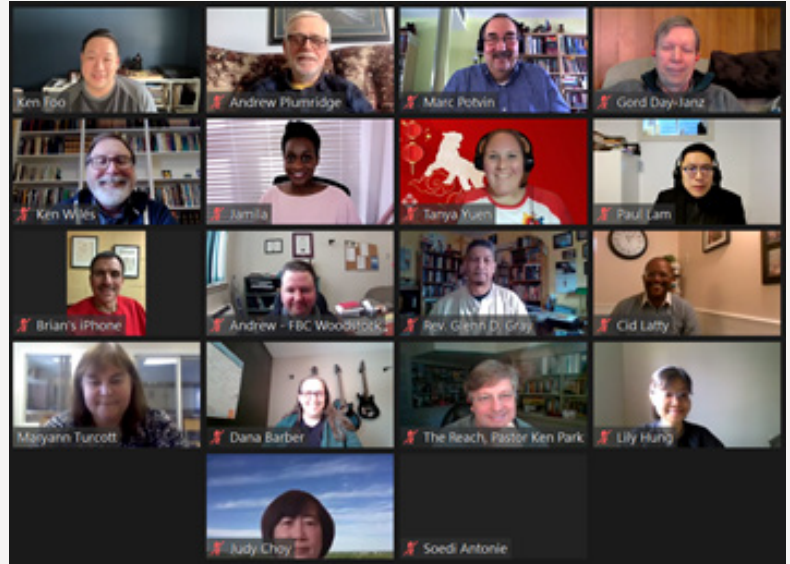 Ken Foo
Andrew Plumridge
Marc Potvin
Gord Day-Janz
Ken Wiles
Jamila
Tanya Yuen
Paul Lam
Brian's iPhone
Andrew - FBC Woodstock...
Rev. Glenn D. Gray
Cid Latty
Maryann Turcott
Dana Barber
The Reach, Pastor Ken Park
Lily Hung
Judy Choy
Soedi Antonie